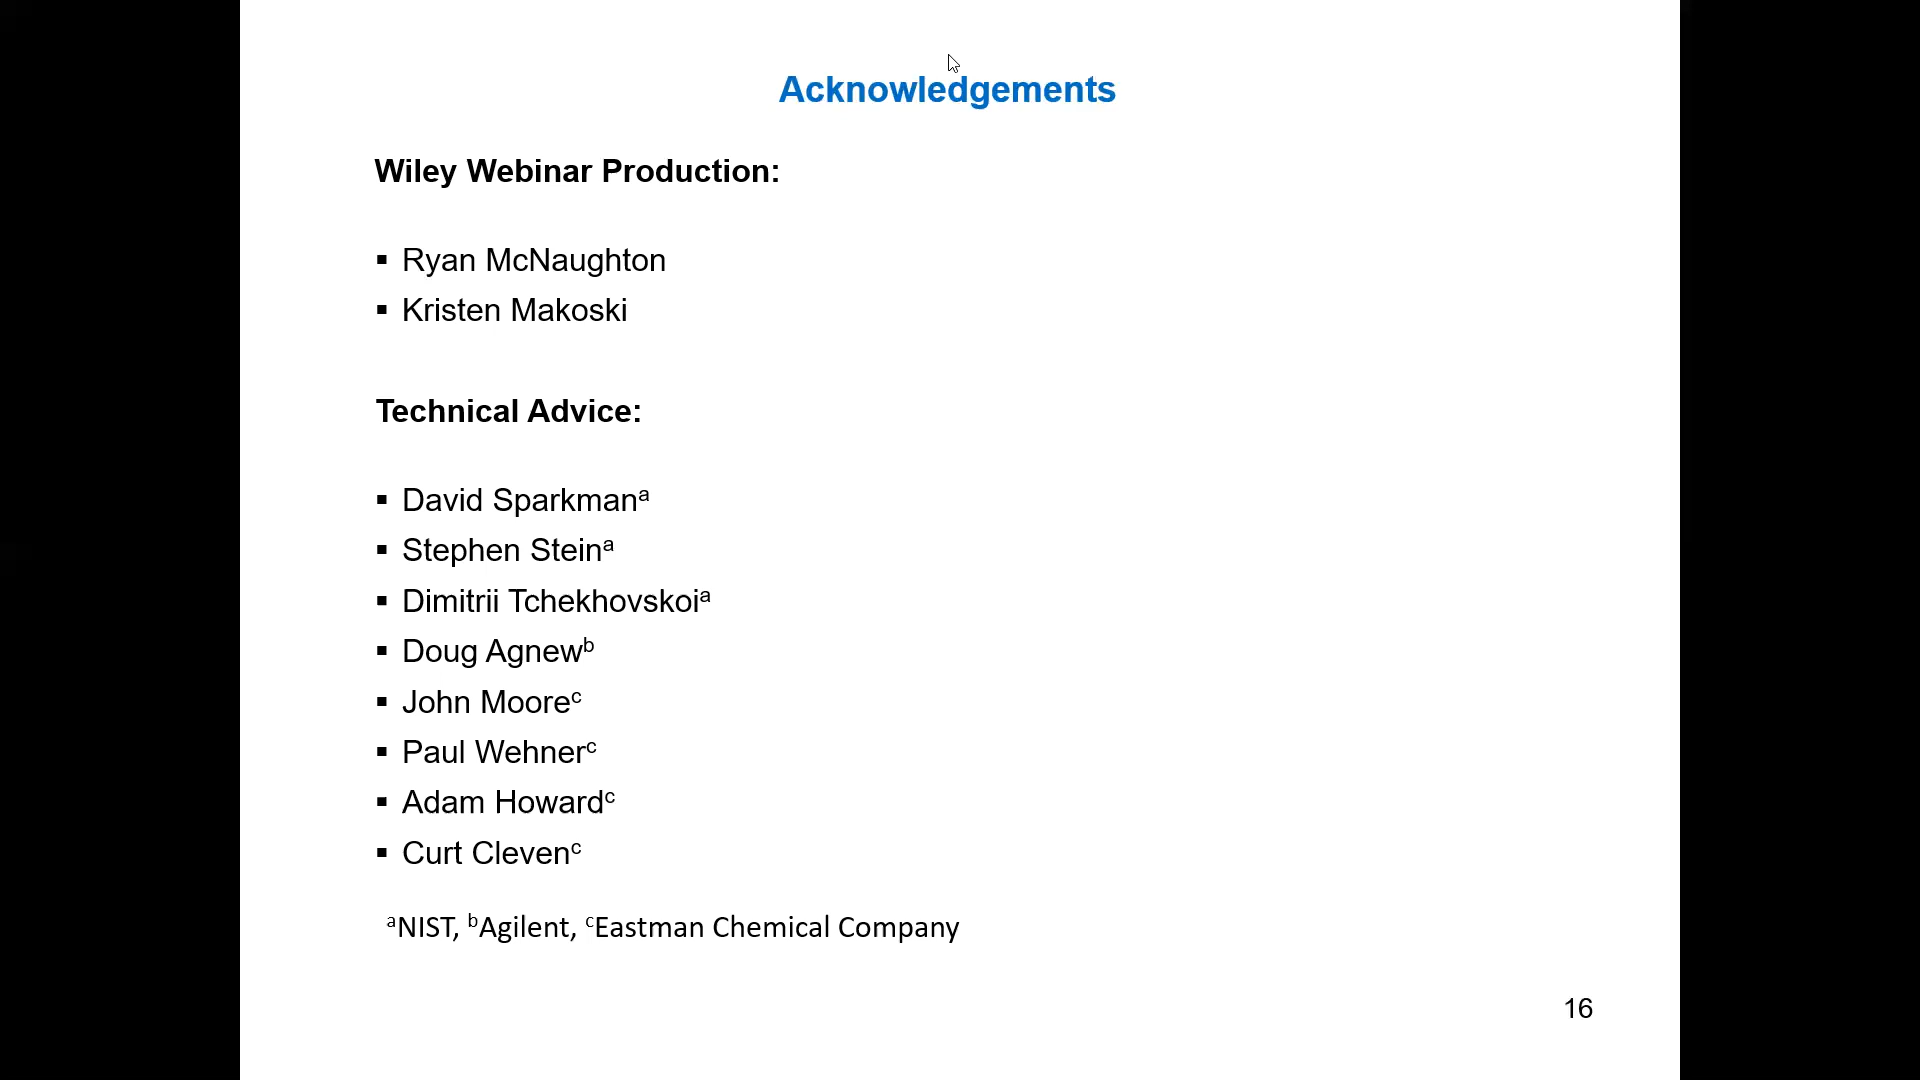 Acknowledgements
Wiley Webinar Production:
▪ Ryan McNaughton
▪ Kristen Makoski
Technical Advice:
▪ David Sparkmanᵃ
▪ Stephen Steinᵃ
▪ Dimitrii Tchekhovskoiᵃ
▪ Doug Agnewᵇ
▪ John Mooreᶜ
▪ Paul Wehnerᶜ
▪ Adam Howardᶜ
▪ Curt Clevenᶜ
ᵃNIST, ᵇAgilent, ᶜEastman Chemical Company
16